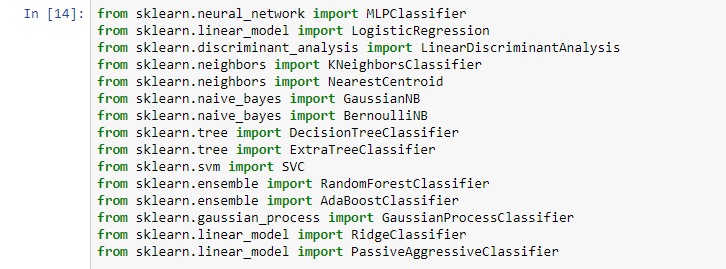 In [14]: from sklearn.neural_network import MLPClassifier
from sklearn.linear_model import LogisticRegression
from sklearn.discriminant_analysis import LinearDiscriminantAnalysis
from sklearn.neighbors import KNeighborsClassifier
from sklearn.neighbors import NearestCentroid
from sklearn.naive_bayes import GaussianNB
from sklearn.naive_bayes import BernoulliNB
from sklearn.tree import DecisionTreeClassifier
from sklearn.tree import ExtraTreeClassifier
from sklearn.svm import SVC
from sklearn.ensemble import RandomForestClassifier
from sklearn.ensemble import AdaBoostClassifier
from sklearn.gaussian_process import GaussianProcessClassifier
from sklearn.linear_model import RidgeClassifier
from sklearn.linear_model import PassiveAggressiveClassifier